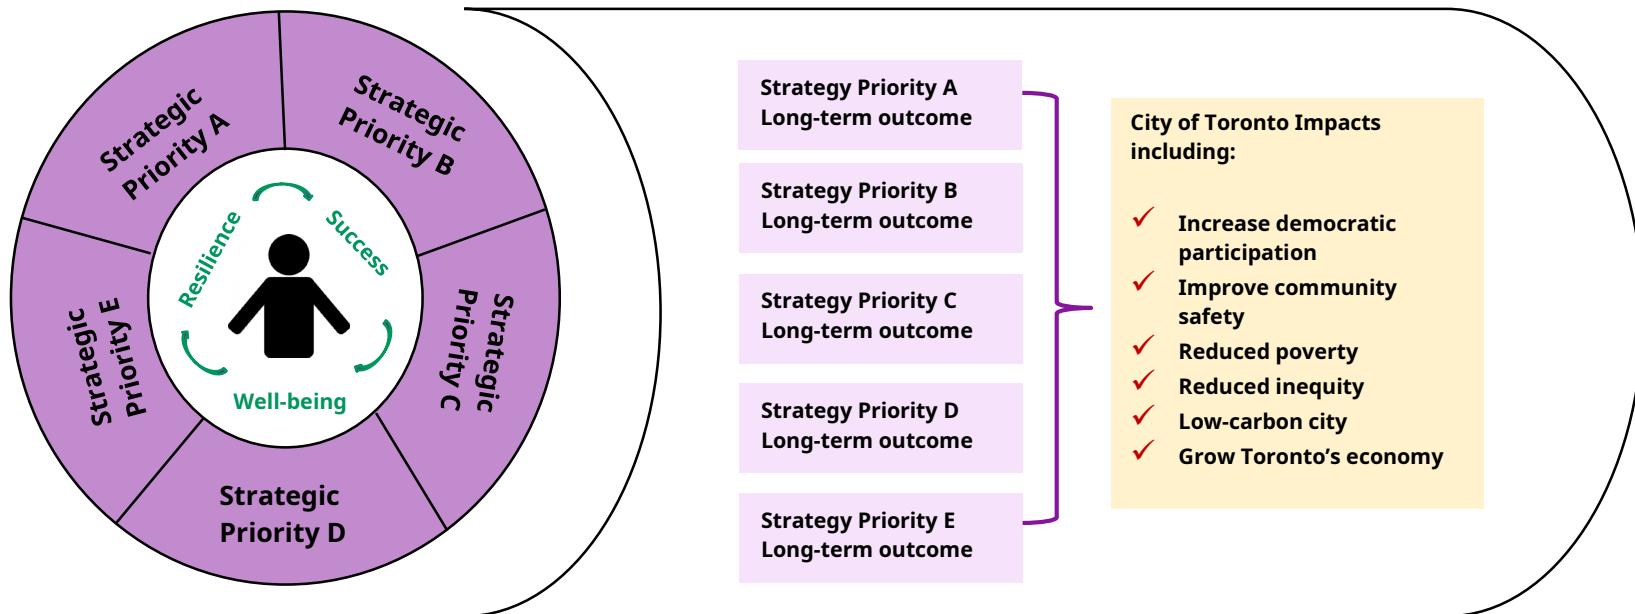 Strategic
Priority A
Strategic
Priority B
Strategic
Priority C
Strategic
Priority D
Strategic
Priority E
Resilience
Success
Well-being
Strategy Priority A
Long-term outcome
Strategy Priority B
Long-term outcome
Strategy Priority C
Long-term outcome
Strategy Priority D
Long-term outcome
Strategy Priority E
Long-term outcome
City of Toronto Impacts
including:
Increase democratic
participation
Improve community
safety
Reduced poverty
Reduced inequity
Low-carbon city
Grow Toronto’s economy